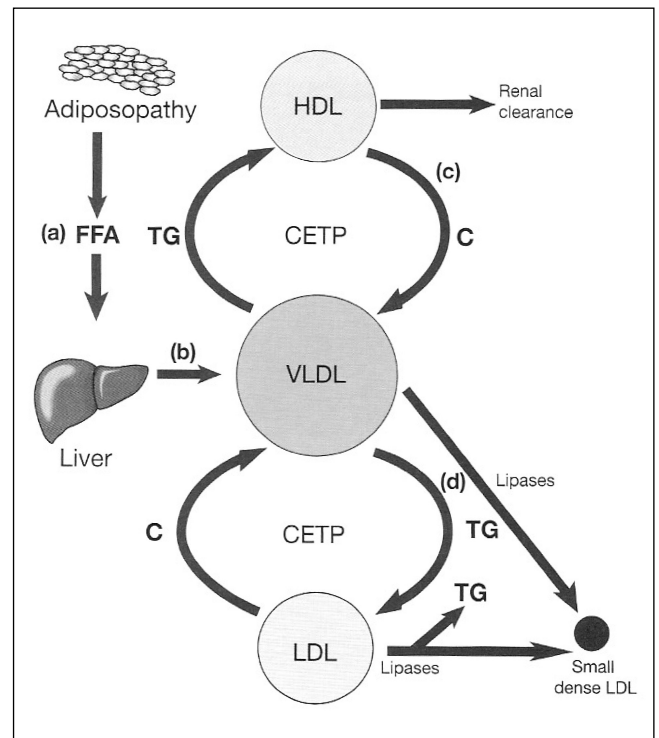 Adiposopathy
HDL
Renal
clearance
(c)
(a) FFA
TG
CETP
C
(b)
VLDL
Liver
(d)
Lipases
C
CETP
TG
TG
LDL
Lipases
Small
dense LDL